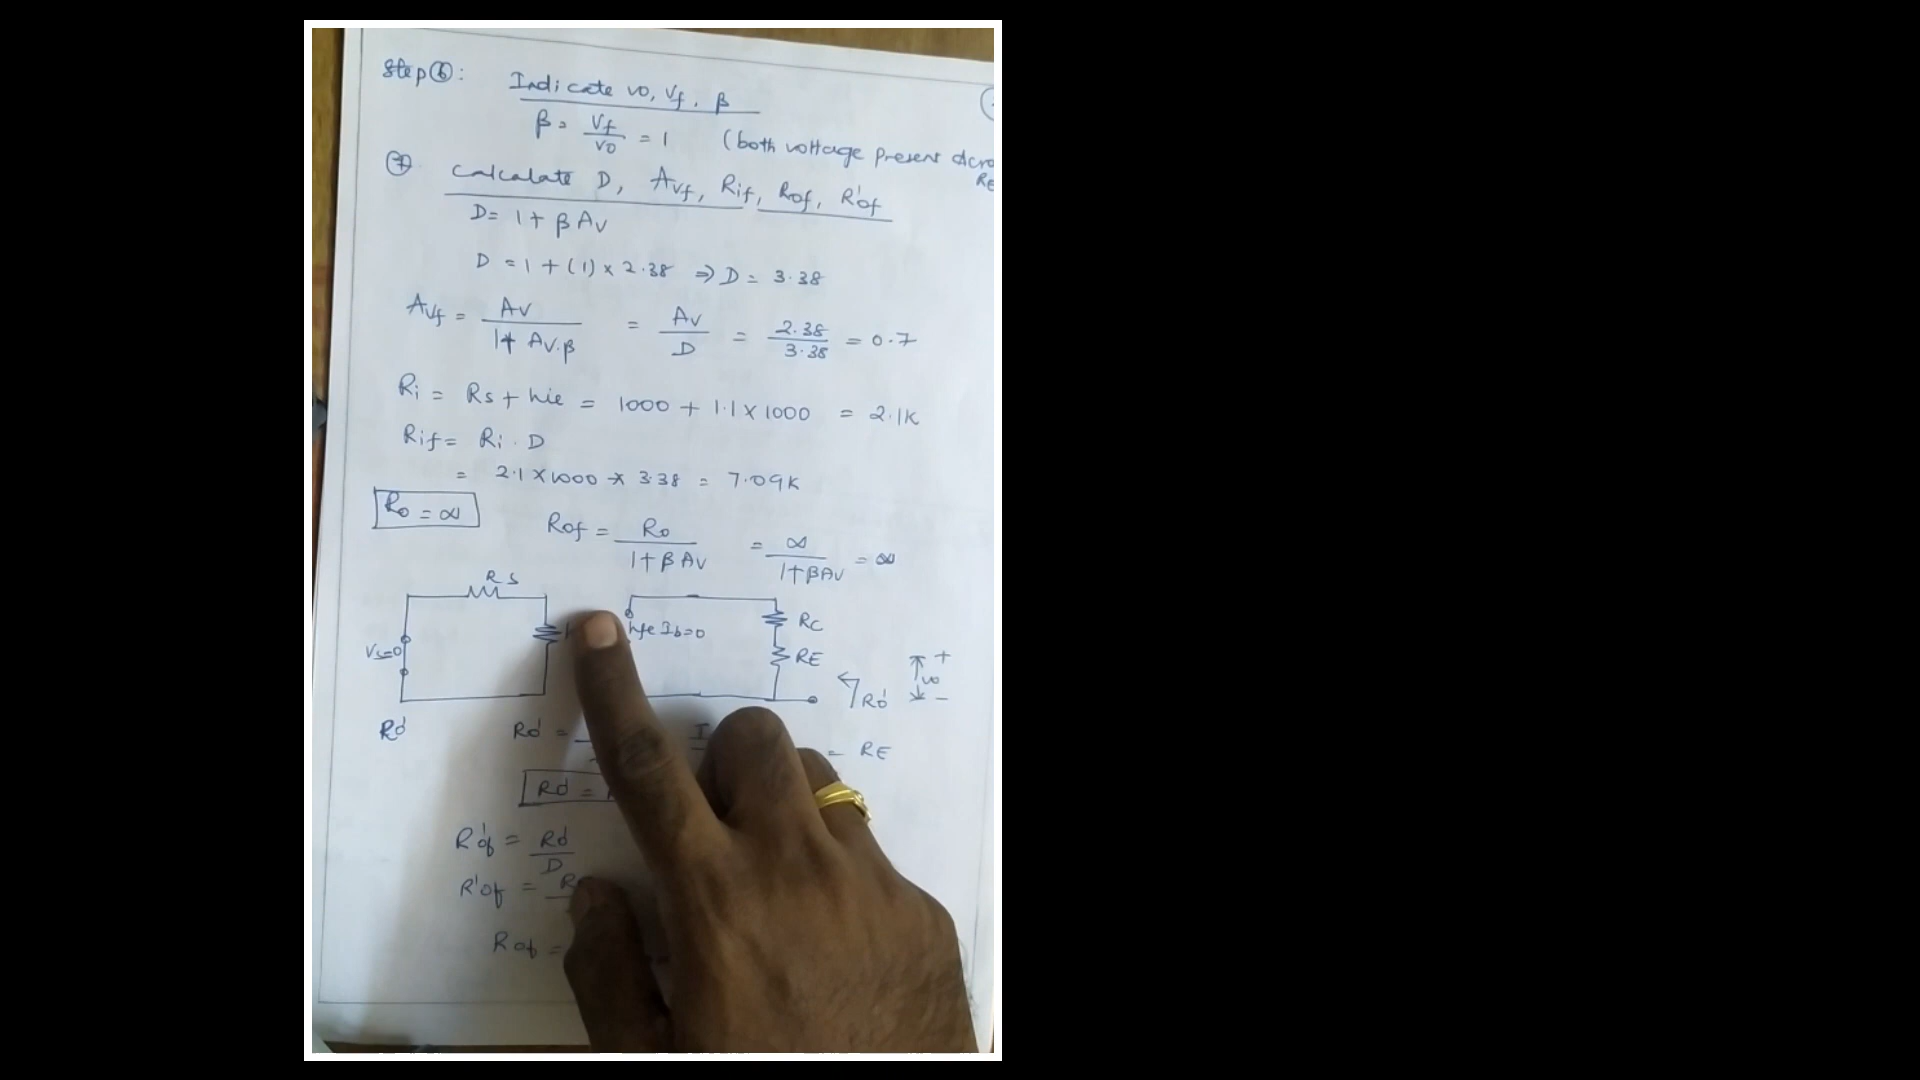 Step ⑥:
Indicate vo, Vf, β
β = Vf/vo = 1 (both voltage present
RE
⑦ Calcalate D, Avf, Rif, Rof, R'of
D = 1 + β Av
D = 1 + (1) × 2.38 ⇒ D = 3.38
Avf = Av / 1 + Av.β = Av / D = 2.38 / 3.38 = 0.7
Ri = Rs + hie = 1000 + 1.1 × 1000 = 2.1K
Rif = Ri . D
= 2.1 × 1000 × 3.38 = 7.09K
Ro = ∞
Rof = Ro / 1 + β Av = ∞ / 1 + βAv = ∞
Rs
Rc
hfe Ib=0
Vs=0
RE
+
vo
−
Ro'
Ro'
Ro' =
I
= RE
Ro' =
R'of = Ro' / D
R'of =
Rof =